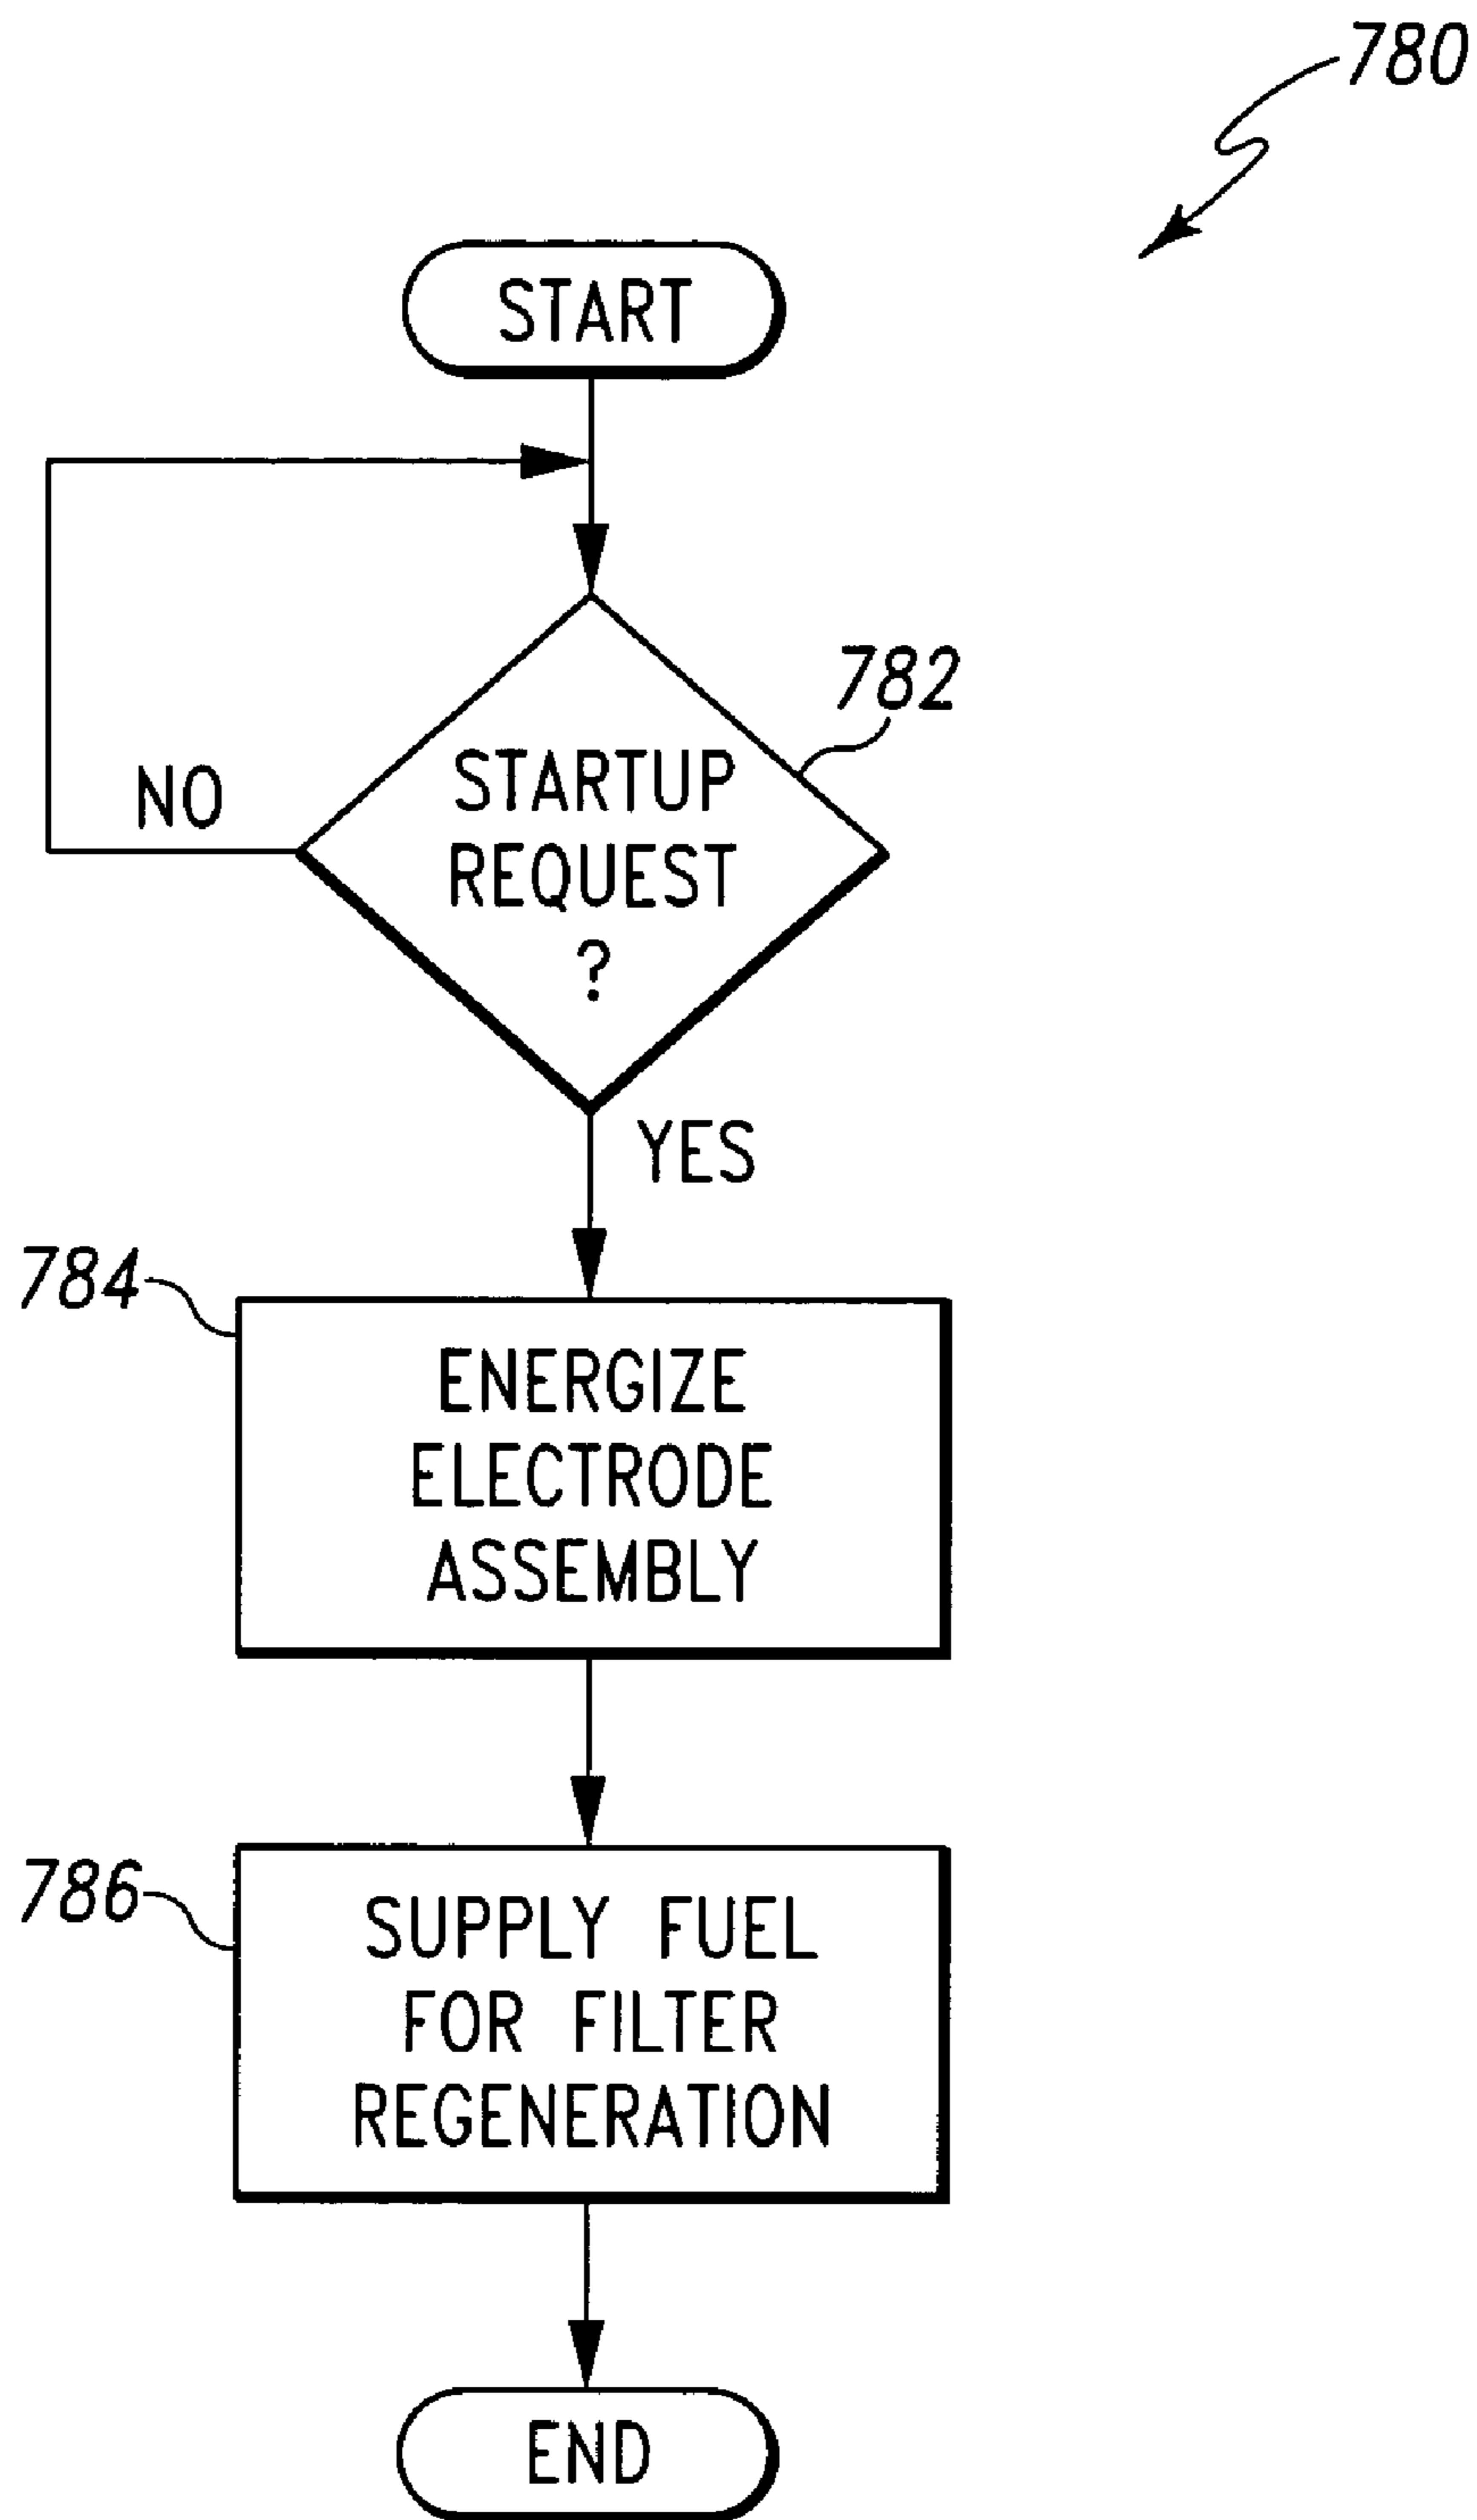 780
START
782
STARTUP
REQUEST
?
NO
YES
784
ENERGIZE
ELECTRODE
ASSEMBLY
786
SUPPLY FUEL
FOR FILTER
REGENERATION
END